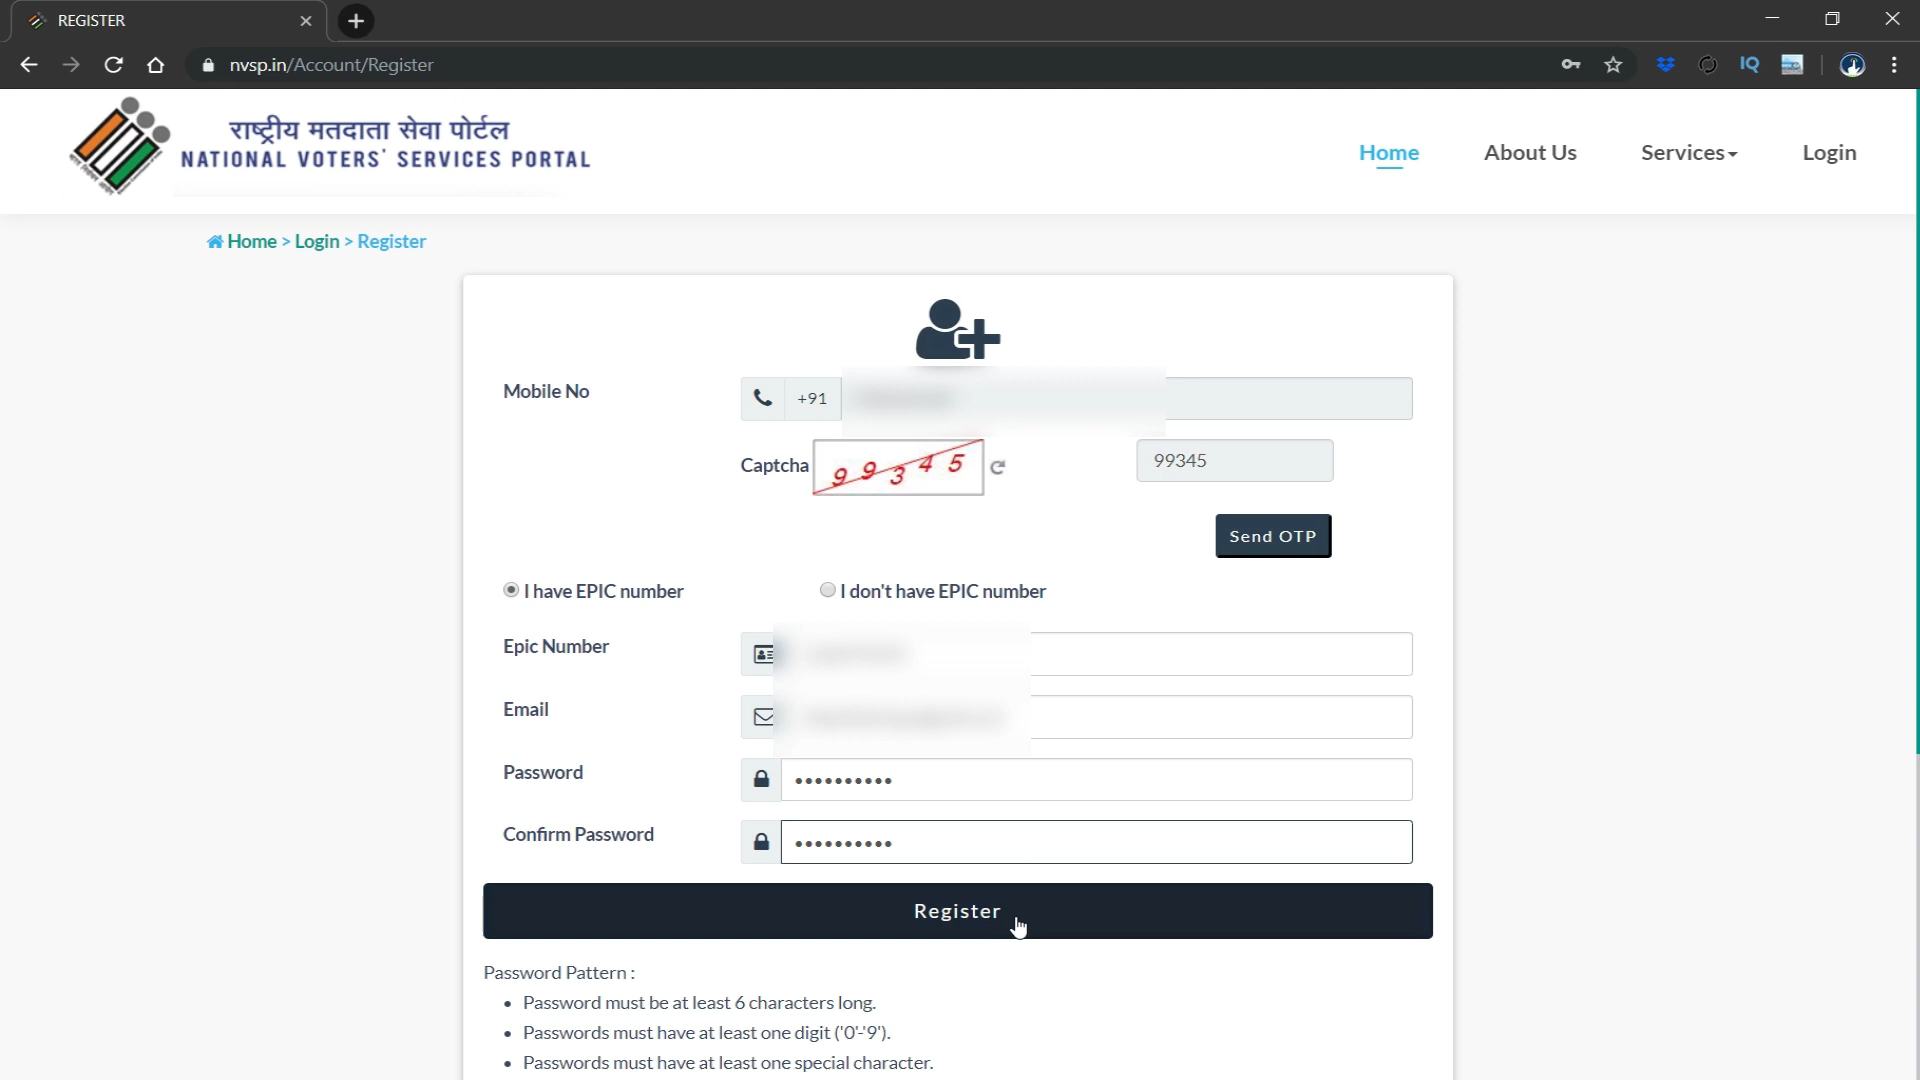 REGISTER
nvsp.in/Account/Register
IQ
राष्ट्रीय मतदाता सेवा पोर्टल
NATIONAL VOTERS' SERVICES PORTAL
Home
About Us
Services
Login
Home > Login > Register
Mobile No
+91
Captcha
99345
99345
Send OTP
I have EPIC number
I don't have EPIC number
Epic Number
Email
Password
••••••••••
Confirm Password
••••••••••
Register
Password Pattern :
• Password must be at least 6 characters long.
• Passwords must have at least one digit ('0'-'9').
• Passwords must have at least one special character.